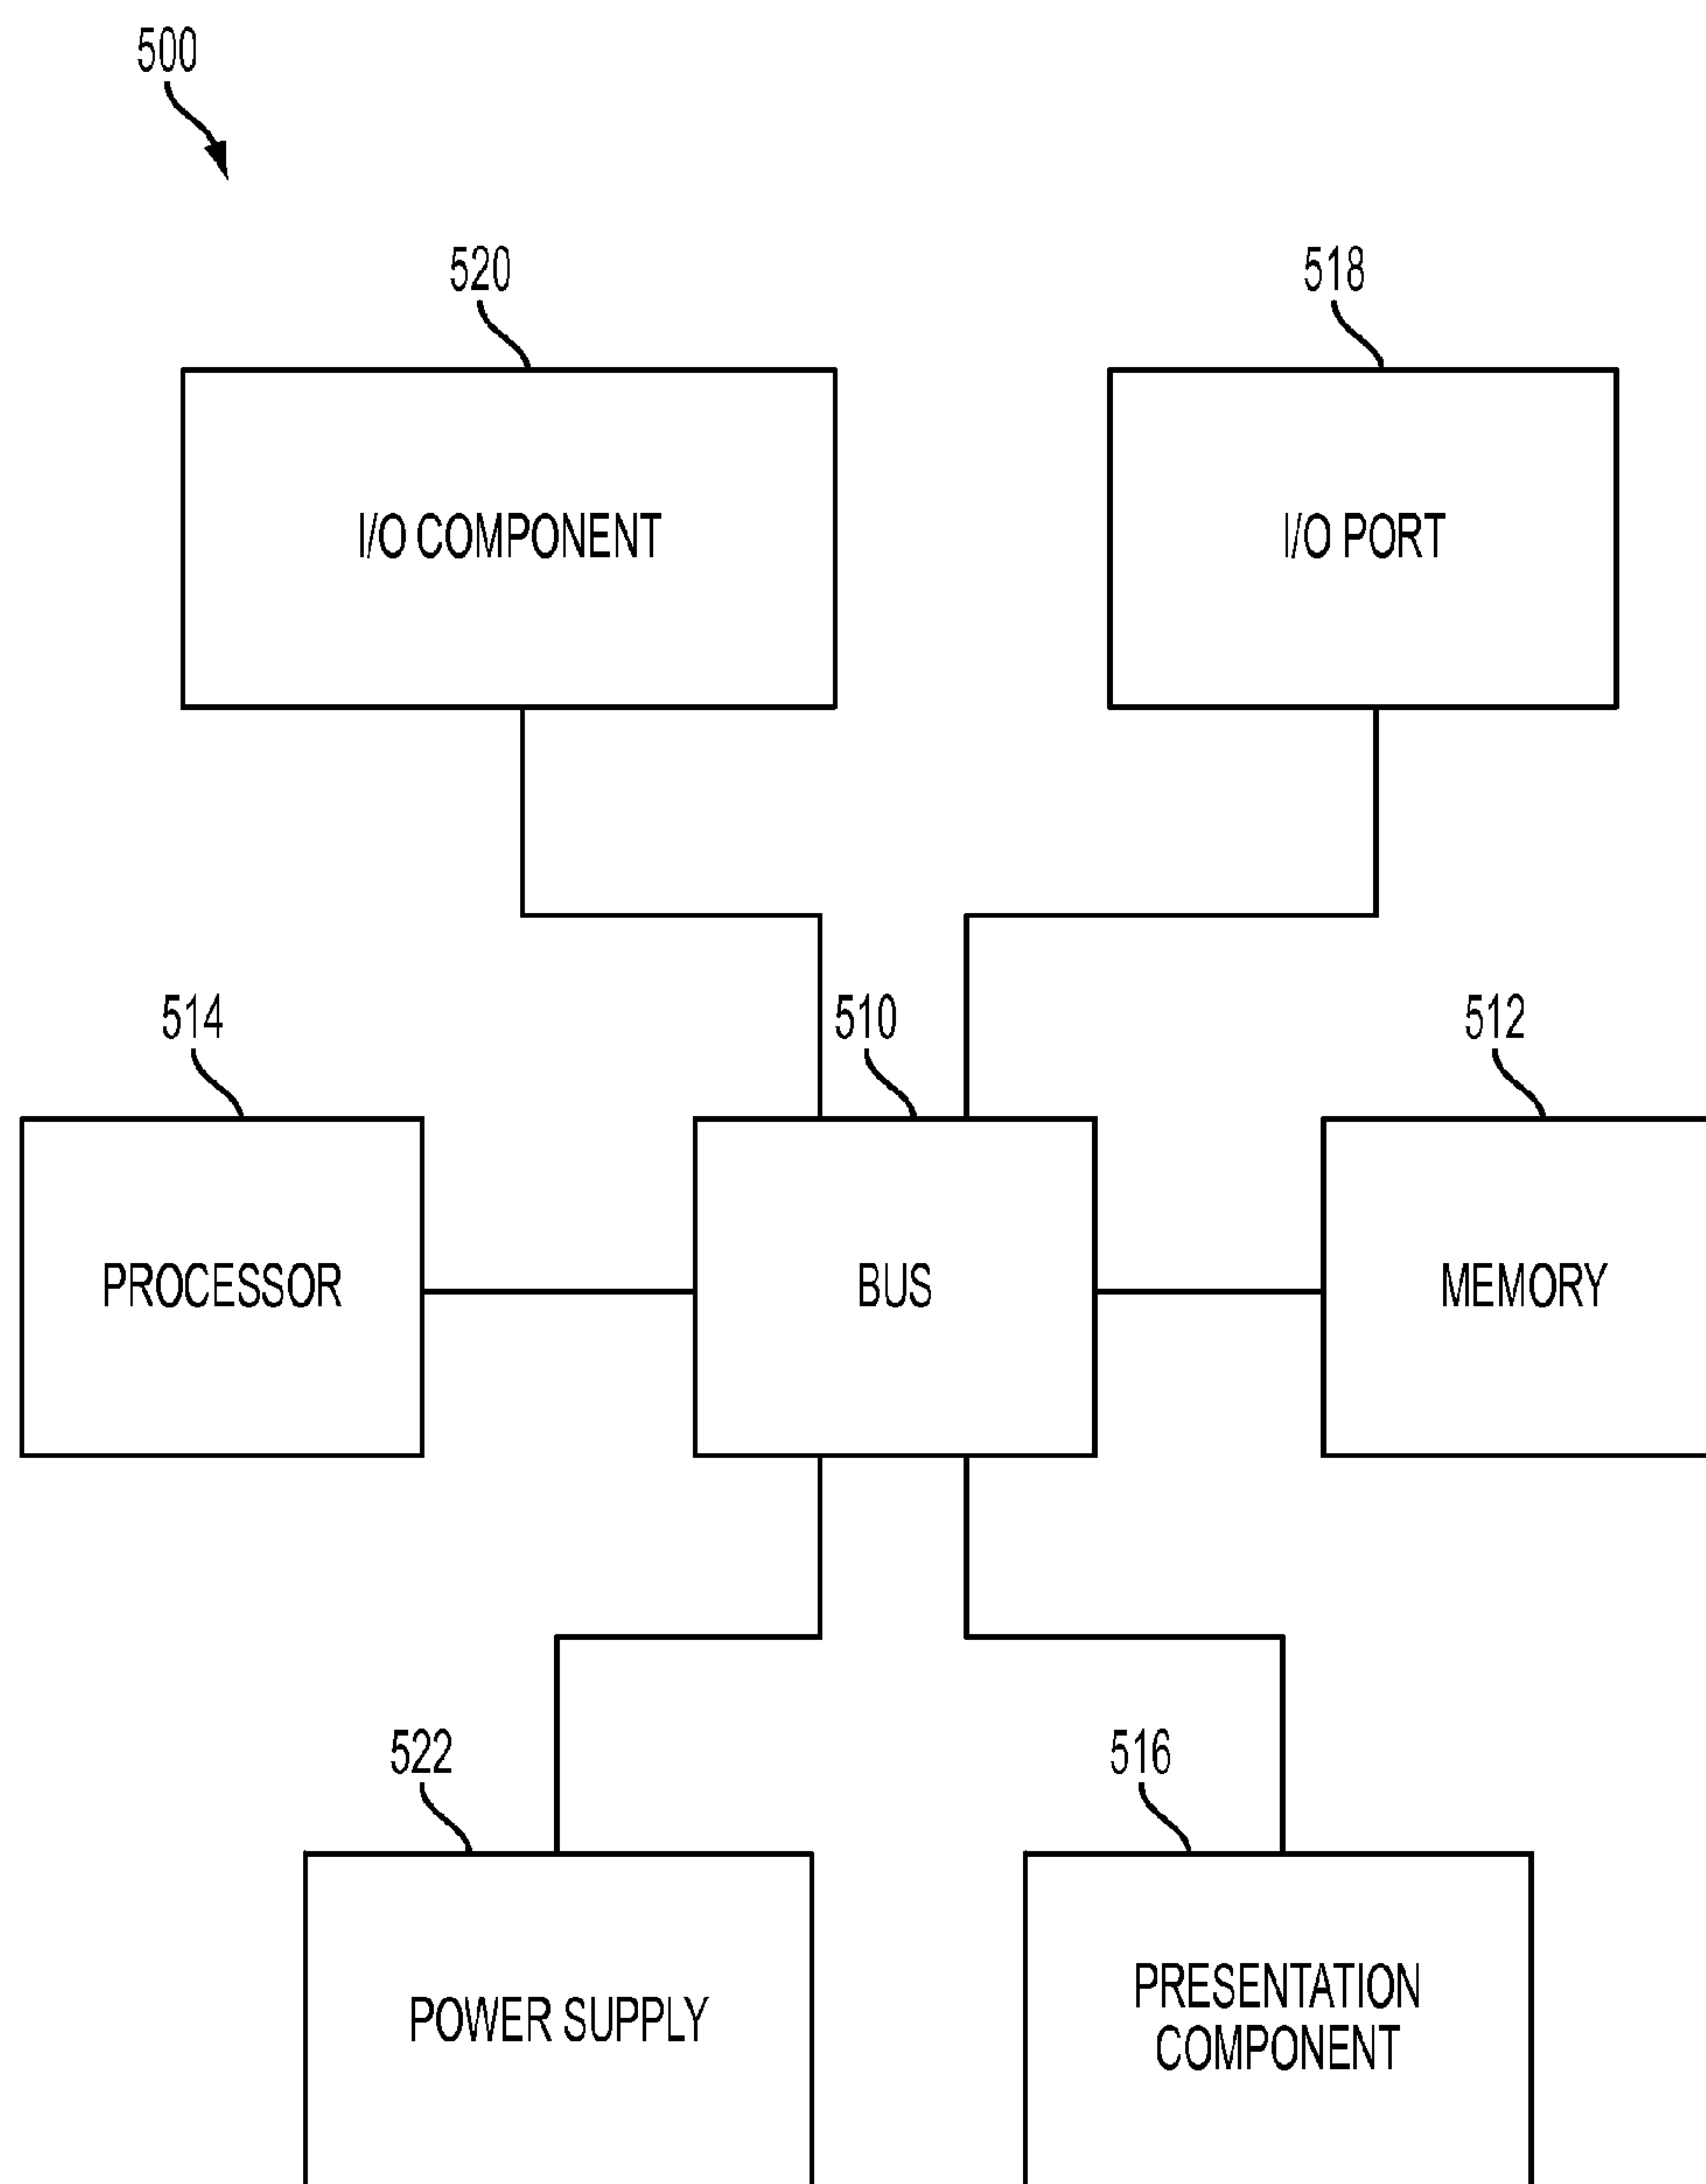 500
520
518
I/O COMPONENT
I/O PORT
514
510
512
PROCESSOR
BUS
MEMORY
522
516
POWER SUPPLY
PRESENTATION
COMPONENT